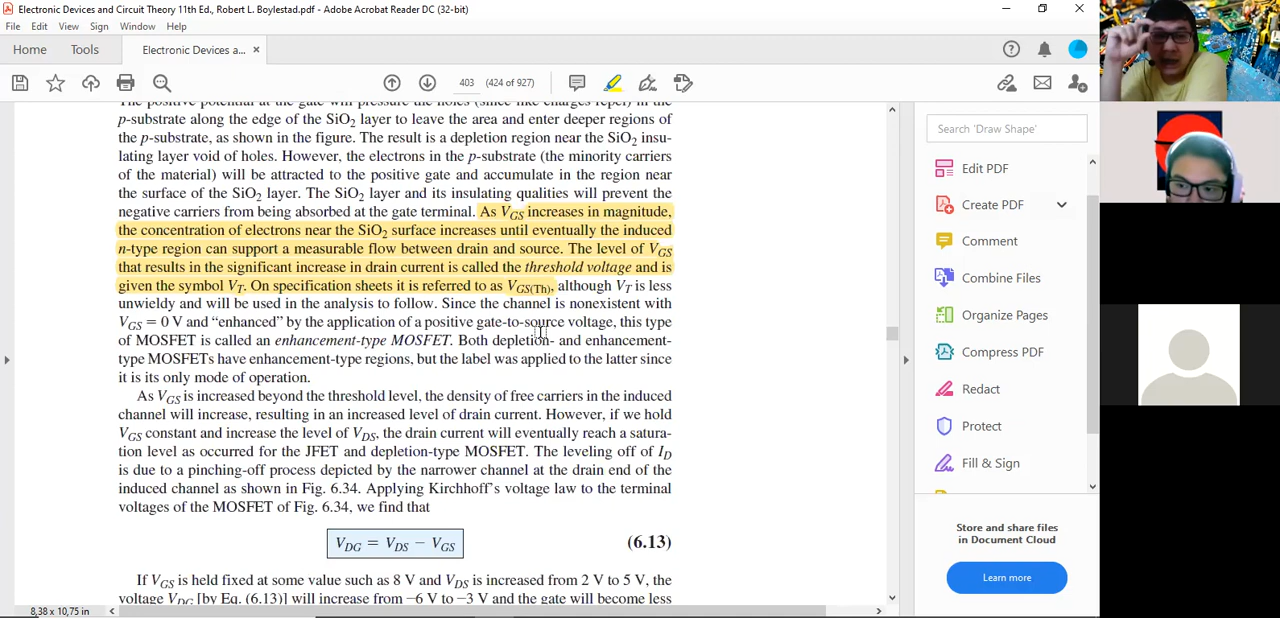 Electronic Devices and Circuit Theory 11th Ed., Robert L. Boylestad.pdf - Adobe Acrobat Reader DC (32-bit)
File Edit View Sign Window Help
Home Tools Electronic Devices a... ×
403 (424 of 927)
The positive potential at the gate will pressure the holes (since like charges repel) in the
p-substrate along the edge of the SiO2 layer to leave the area and enter deeper regions of
the p-substrate, as shown in the figure. The result is a depletion region near the SiO2 insu-
lating layer void of holes. However, the electrons in the p-substrate (the minority carriers
of the material) will be attracted to the positive gate and accumulate in the region near
the surface of the SiO2 layer. The SiO2 layer and its insulating qualities will prevent the
negative carriers from being absorbed at the gate terminal. As VGS increases in magnitude,
the concentration of electrons near the SiO2 surface increases until eventually the induced
n-type region can support a measurable flow between drain and source. The level of VGS
that results in the significant increase in drain current is called the threshold voltage and is
given the symbol VT. On specification sheets it is referred to as VGS(Th), although VT is less
unwieldy and will be used in the analysis to follow. Since the channel is nonexistent with
VGS = 0 V and “enhanced” by the application of a positive gate-to-source voltage, this type
of MOSFET is called an enhancement-type MOSFET. Both depletion- and enhancement-
type MOSFETs have enhancement-type regions, but the label was applied to the latter since
it is its only mode of operation.
As VGS is increased beyond the threshold level, the density of free carriers in the induced
channel will increase, resulting in an increased level of drain current. However, if we hold
VGS constant and increase the level of VDS, the drain current will eventually reach a satura-
tion level as occurred for the JFET and depletion-type MOSFET. The leveling off of ID
is due to a pinching-off process depicted by the narrower channel at the drain end of the
induced channel as shown in Fig. 6.34. Applying Kirchhoff’s voltage law to the terminal
voltages of the MOSFET of Fig. 6.34, we find that
VDG = VDS − VGS (6.13)
If VGS is held fixed at some value such as 8 V and VDS is increased from 2 V to 5 V, the
voltage VDG [by Eq. (6.13)] will increase from −6 V to −3 V and the gate will become less
8,38 x 10,75 in
Search 'Draw Shape'
Edit PDF
Create PDF
Comment
Combine Files
Organize Pages
Compress PDF
Redact
Protect
Fill & Sign
Store and share files
in Document Cloud
Learn more